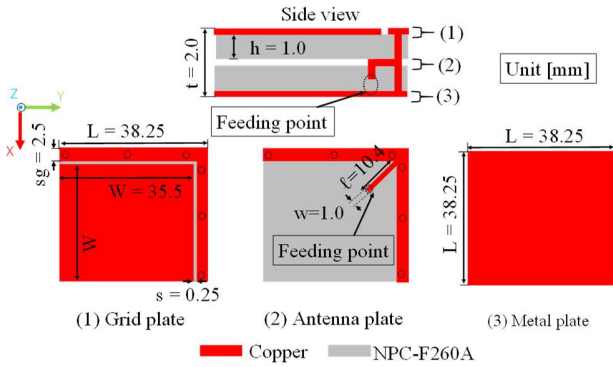 Side view
t = 2.0
h = 1.0
(1)
(2)
(3)
Unit [mm]
Feeding point
Z
Y
X
L = 38.25
sg = 2.5
W = 35.5
W
s = 0.25
(1) Grid plate
ℓ=10.4
w=1.0
Feeding point
(2) Antenna plate
L = 38.25
L = 38.25
(3) Metal plate
Copper
NPC-F260A